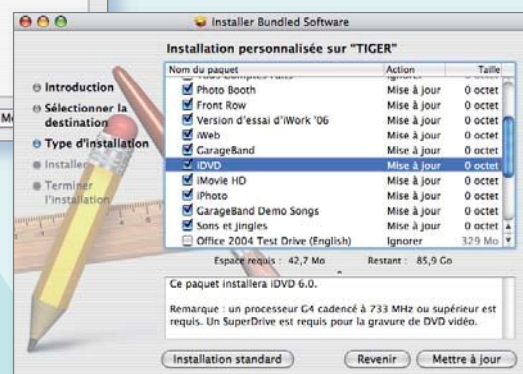 Installer Bundled Software
Installation personnalisée sur "TIGER"
Introduction
Sélectionner la
destination
Type d'installation
Installer
Terminer
l'installation
Nom du paquet Action Taille
Photo Booth Mise à jour 0 octet
Front Row Mise à jour 0 octet
Version d'essai d'iWork '06 Mise à jour 0 octet
iWeb Mise à jour 0 octet
GarageBand Mise à jour 0 octet
iDVD Mise à jour 0 octet
iMovie HD Mise à jour 0 octet
iPhoto Mise à jour 0 octet
GarageBand Demo Songs Mise à jour 0 octet
Sons et jingles Mise à jour 0 octet
Office 2004 Test Drive (English) Ignorer 329 Mo
Espace requis : 42,7 Mo Restant : 85,9 Go
Ce paquet installera iDVD 6.0.
Remarque : un processeur G4 cadencé à 733 MHz ou supérieur est
requis. Un SuperDrive est requis pour la gravure de DVD vidéo.
Installation standard Revenir Mettre à jour